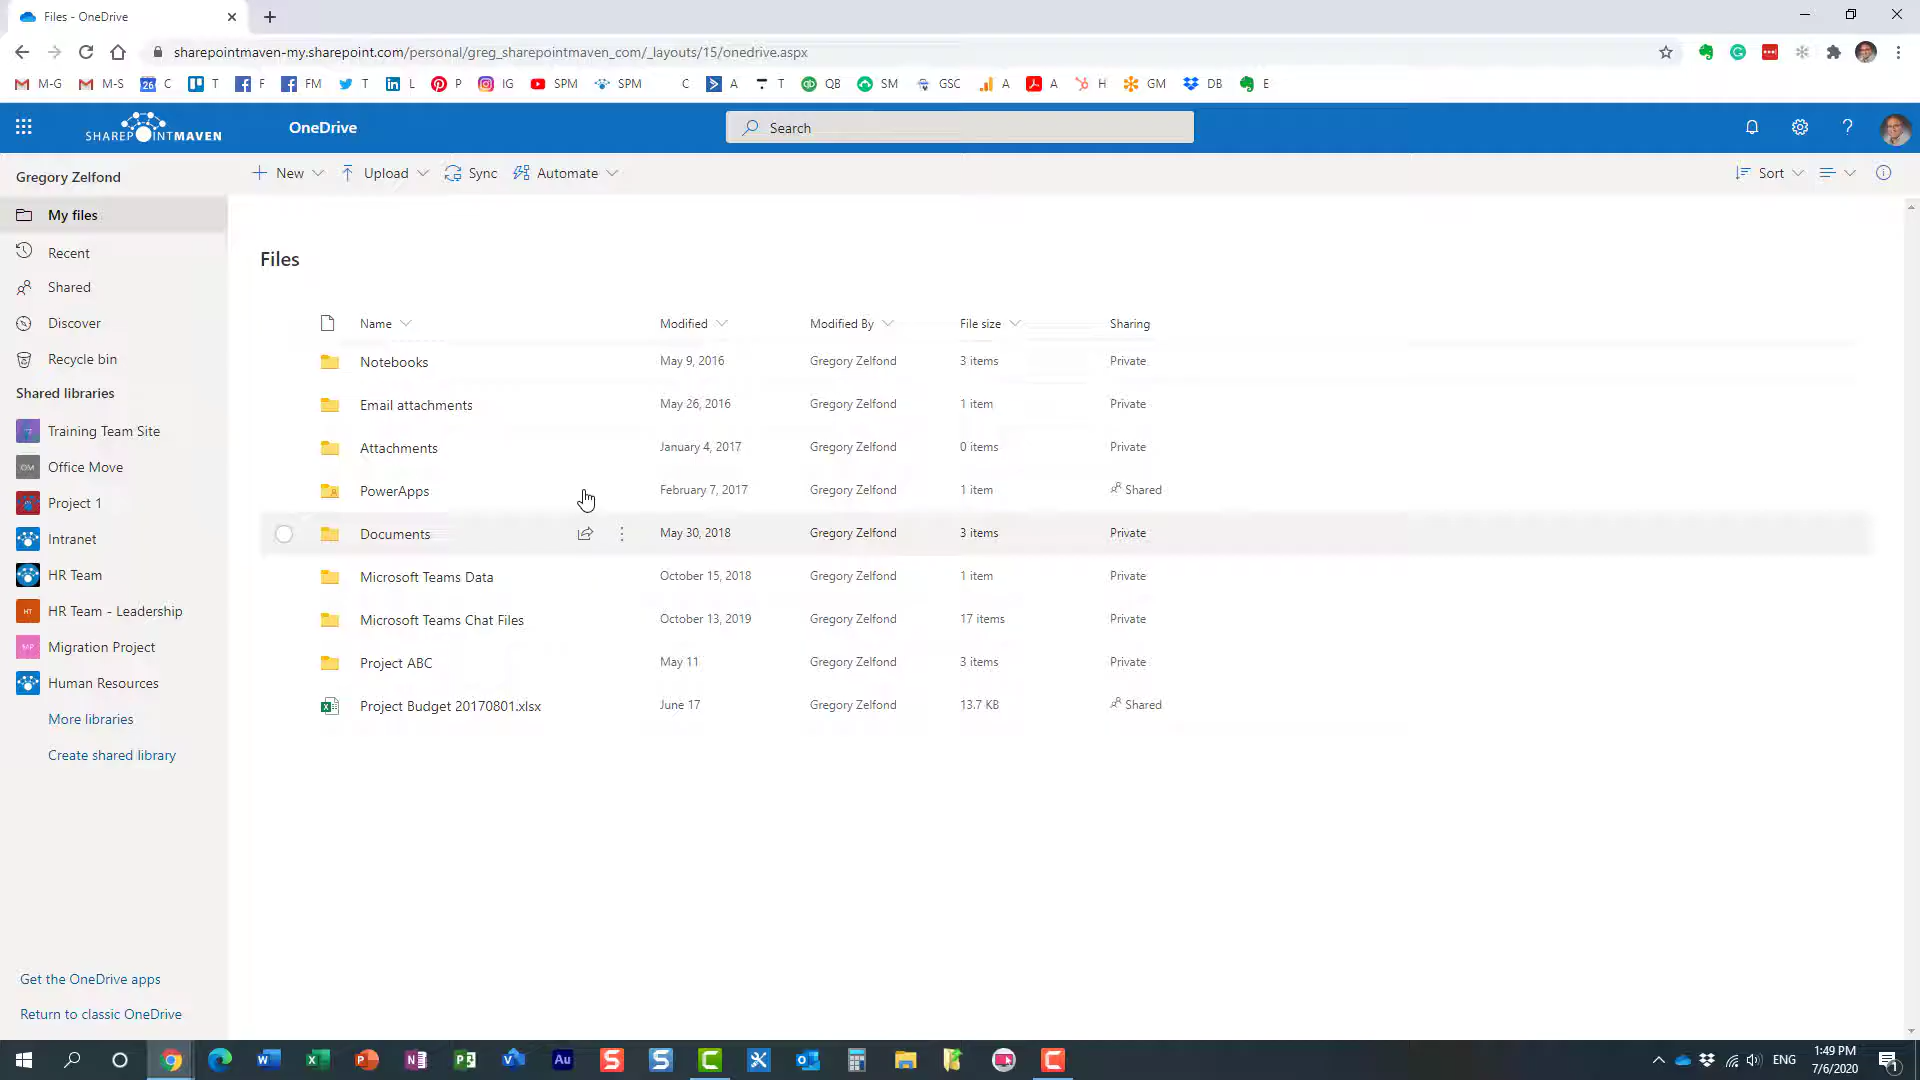 Files - OneDrive
sharepointmaven-my.sharepoint.com/personal/greg_sharepointmaven_com/_layouts/15/onedrive.aspx
M-G M-S 26 C T F FM T L P IG SPM SPM C A T QB SM GSC A A H GM DB E
SHAREPOINTMAVEN OneDrive Search ?
Gregory Zelfond New Upload Sync Automate Sort
My files
Recent
Shared
Discover
Recycle bin
Shared libraries
Training Team Site
OM Office Move
Project 1
Intranet
HR Team
HT HR Team - Leadership
MP Migration Project
Human Resources
More libraries
Create shared library
Get the OneDrive apps
Return to classic OneDrive
Files
Name Modified Modified By File size Sharing
Notebooks May 9, 2016 Gregory Zelfond 3 items Private
Email attachments May 26, 2016 Gregory Zelfond 1 item Private
Attachments January 4, 2017 Gregory Zelfond 0 items Private
PowerApps February 7, 2017 Gregory Zelfond 1 item Shared
Documents May 30, 2018 Gregory Zelfond 3 items Private
Microsoft Teams Data October 15, 2018 Gregory Zelfond 1 item Private
Microsoft Teams Chat Files October 13, 2019 Gregory Zelfond 17 items Private
Project ABC May 11 Gregory Zelfond 3 items Private
Project Budget 20170801.xlsx June 17 Gregory Zelfond 13.7 KB Shared
Au ENG 1:49 PM
7/6/2020 1